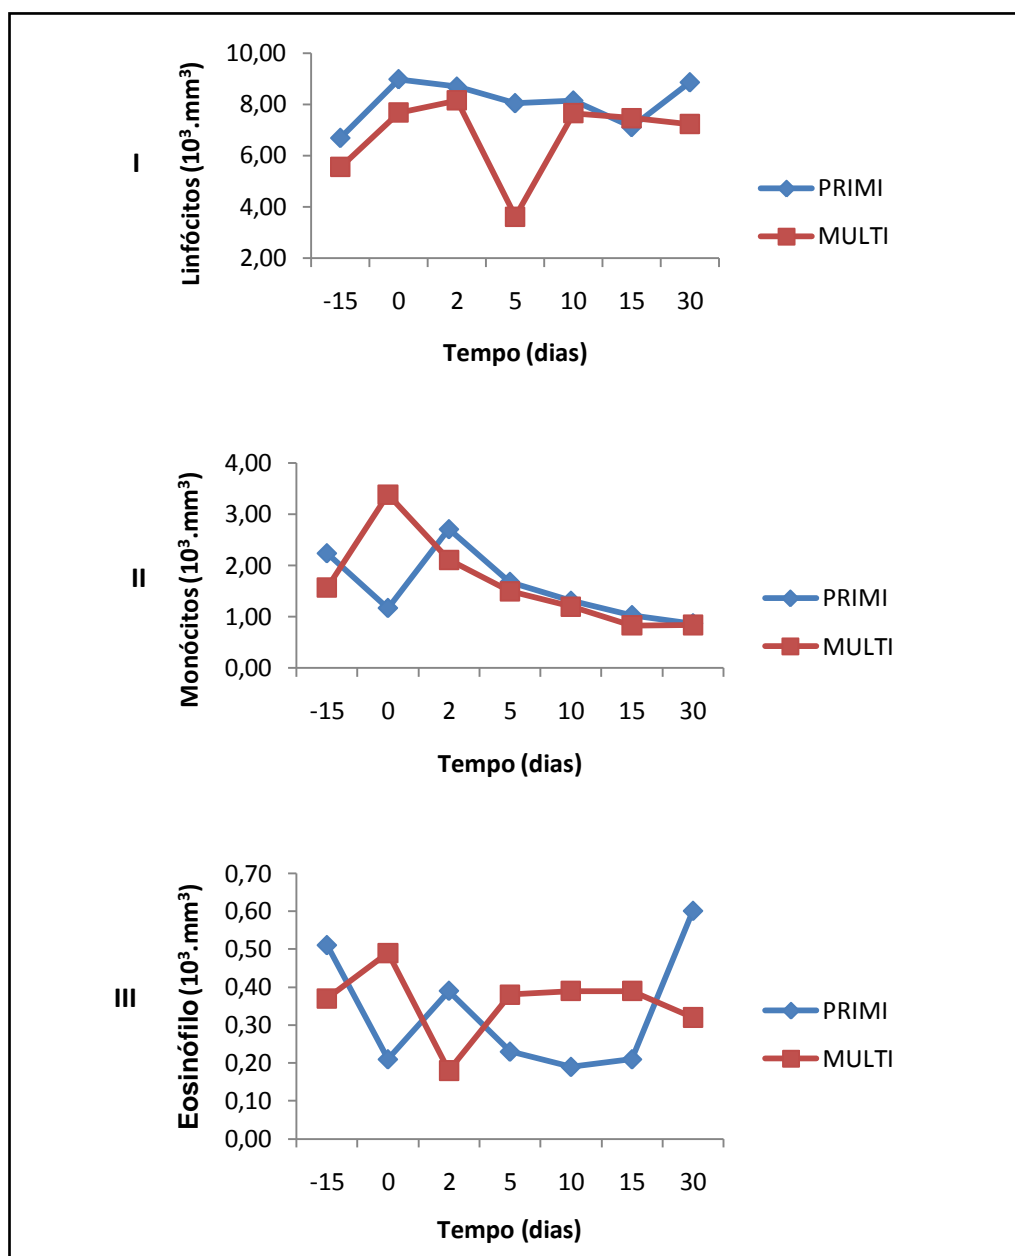 I
Linfócitos (10³.mm³)
10,00
8,00
6,00
4,00
2,00
-15 0 2 5 10 15 30
Tempo (dias)
PRIMI
MULTI
II
Monócitos (10³.mm³)
4,00
3,00
2,00
1,00
0,00
-15 0 2 5 10 15 30
Tempo (dias)
PRIMI
MULTI
III
Eosinófilo (10³.mm³)
0,70
0,60
0,50
0,40
0,30
0,20
0,10
0,00
-15 0 2 5 10 15 30
Tempo (dias)
PRIMI
MULTI